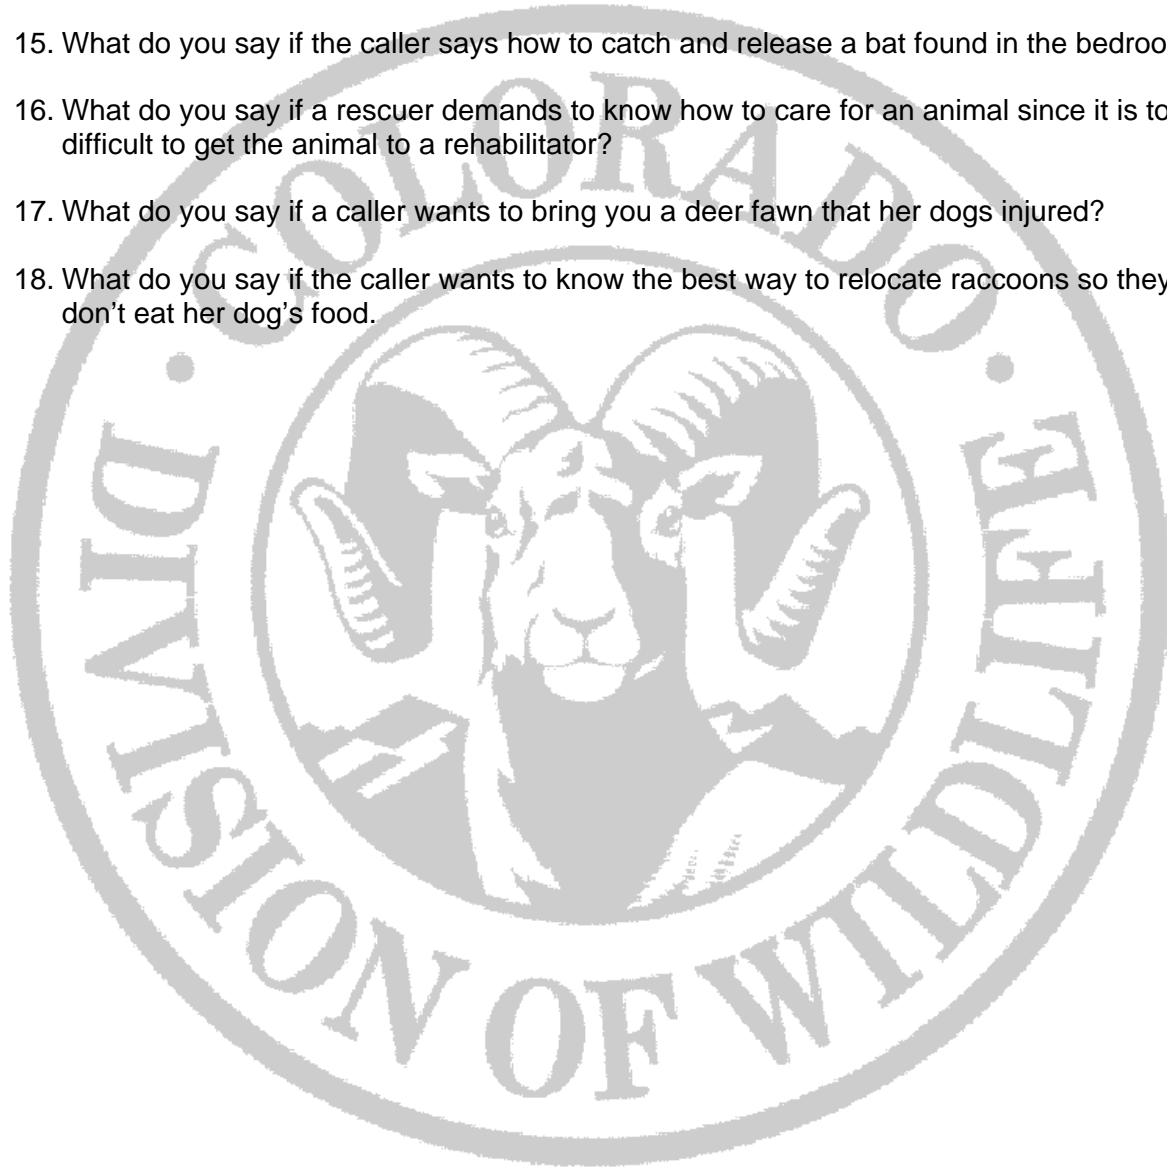 15. What do you say if the caller says how to catch and release a bat found in the bedroo
16. What do you say if a rescuer demands to know how to care for an animal since it is to
difficult to get the animal to a rehabilitator?
17. What do you say if a caller wants to bring you a deer fawn that her dogs injured?
18. What do you say if the caller wants to know the best way to relocate raccoons so they
don't eat her dog's food.
COLORADO
DIVISION OF WILDLIFE